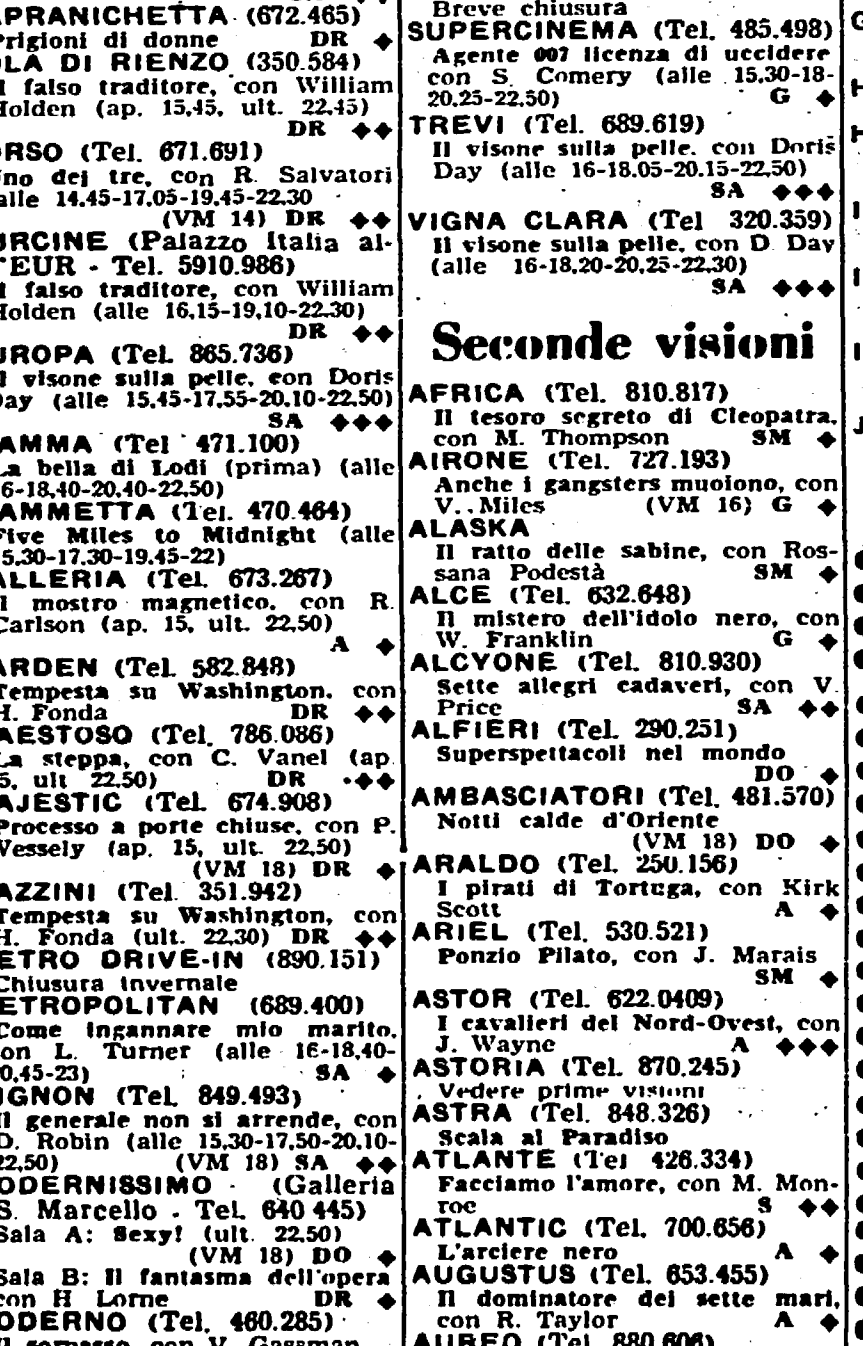 APRANICHETTA (672.465)
Prigioni di donne DR ◆
OLA DI RIENZO (350.584)
Il falso traditore, con William
Holden (ap. 15,45, ult. 22,45)
DR ◆◆
ORSO (Tel. 671.691)
Uno dei tre, con R. Salvatori
alle 14.45-17.05-19.45-22.30
(VM 14) DR ◆◆
URCINE (Palazzo Italia al-
l'EUR - Tel. 5910.986)
Il falso traditore, con William
Holden (alle 16,15-19,10-22.30)
DR ◆◆
UROPA (Tel. 865.736)
Il visone sulla pelle, con Doris
Day (alle 15.45-17.55-20.10-22,50)
SA ◆◆◆
AMMA (Tel 471.100)
La bella di Lodi (prima) (alle
16-18,40-20.40-22,50)
AMMETTA (Tel. 470.464)
Five Miles to Midnight (alle
15.30-17.30-19.45-22)
ALLERIA (Tel. 673.267)
Il mostro magnetico, con R.
Carlson (ap. 15, ult. 22,50)
A ◆
ARDEN (Tel. 582.848)
Tempesta su Washington, con
H. Fonda DR ◆◆
AESTOSO (Tel. 786.086)
La steppa, con C. Vanel (ap.
15, ult 22.50) DR ◆◆
AJESTIC (Tel. 674.908)
Processo a porte chiuse, con P.
Vessely (ap. 15, ult. 22,50)
(VM 18) DR ◆
AZZINI (Tel. 351.942)
Tempesta su Washington, con
H. Fonda (ult. 22,30) DR ◆◆
ETRO DRIVE-IN (890.151)
Chiusura invernale
ETROPOLITAN (689.400)
Come ingannare mio marito,
con L. Turner (alle 16-18,40-
20,45-23) SA ◆
IGNON (Tel. 849.493)
Il generale non si arrende, con
D. Robin (alle 15,30-17.50-20.10-
22,50) (VM 18) SA ◆◆
ODERNISSIMO (Galleria
S. Marcello - Tel. 640 445)
Sala A: Sexy! (ult. 22.50)
(VM 18) DO ◆
Sala B: Il fantasma dell'opera
con H Lorne DR ◆
ODERNO (Tel. 460.285)
Il sorpasso, con V. Gassman
Breve chiusura
SUPERCINEMA (Tel. 485.498)
Agente 007 licenza di uccidere
con S. Comery (alle 15.30-18-
20.25-22.50) G ◆
TREVI (Tel. 689.619)
Il visone sulla pelle, con Doris
Day (alle 16-18.05-20.15-22,50)
SA ◆◆◆
VIGNA CLARA (Tel 320.359)
Il visone sulla pelle, con D. Day
(alle 16-18,20-20,25-22.30)
SA ◆◆◆
Seconde visioni
AFRICA (Tel. 810.817)
Il tesoro segreto di Cleopatra,
con M. Thompson SM ◆
AIRONE (Tel. 727.193)
Anche i gangsters muoiono, con
V. Miles (VM 16) G ◆
ALASKA
Il ratto delle sabine, con Ros-
sana Podestà SM ◆
ALCE (Tel. 632.648)
Il mistero dell'idolo nero, con
W. Franklin G ◆
ALCYONE (Tel. 810.930)
Sette allegri cadaveri, con V.
Price SA ◆◆
ALFIERI (Tel. 290.251)
Superspettacoli nel mondo
DO ◆
AMBASCIATORI (Tel. 481.570)
Notti calde d'Oriente
(VM 18) DO ◆
ARALDO (Tel. 250.156)
I pirati di Tortuga, con Kirk
Scott A ◆
ARIEL (Tel. 530.521)
Ponzio Pilato, con J. Marais
SM ◆
ASTOR (Tel. 622.0409)
I cavalieri del Nord-Ovest, con
J. Wayne A ◆◆◆
ASTORIA (Tel. 870.245)
Vedere prime visioni
ASTRA (Tel. 848.326)
Scala al Paradiso
ATLANTE (Tel 426.334)
Facciamo l'amore, con M. Mon-
roe S ◆◆
ATLANTIC (Tel. 700.656)
L'arciere nero A ◆
AUGUSTUS (Tel. 653.455)
Il dominatore dei sette mari,
con R. Taylor A ◆
AUREO (Tel. 880.606)